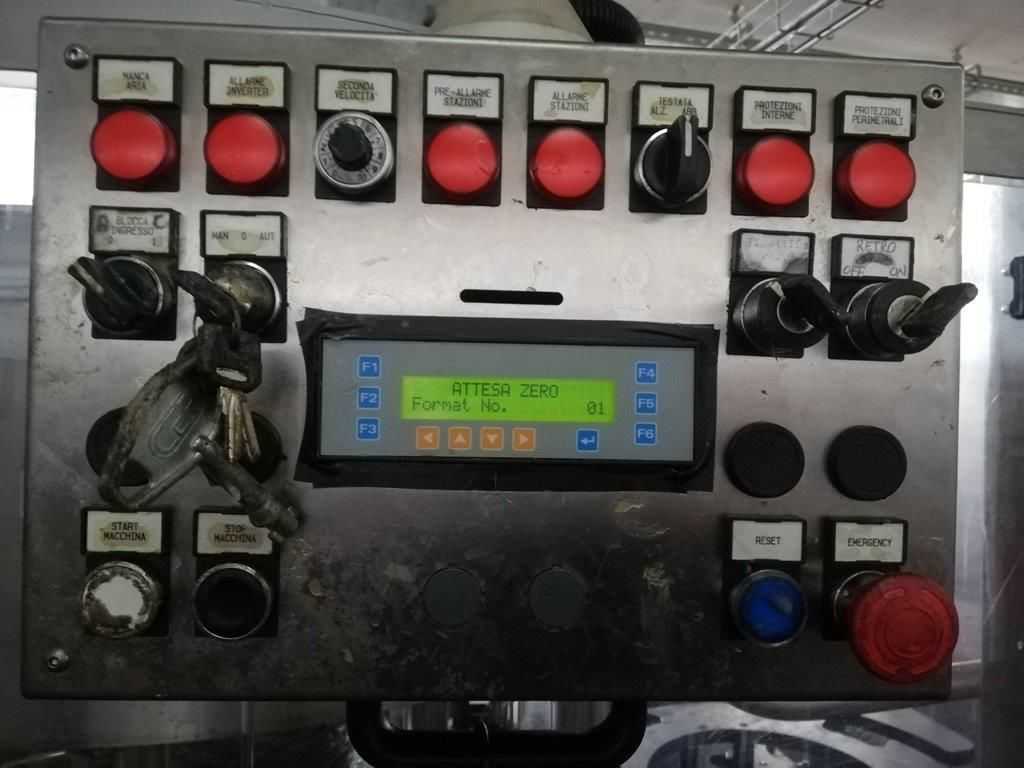 MANCA
ARIA
ALLARME
INVERTER
SECONDA
VELOCITA
PRE-ALLARME
STAZIONI
ALLARME
STAZIONI
TESTATA
ALZ. ABB.
PROTEZIONI
INTERNE
PROTEZIONI
PERIMETRALI
BLOCCA
INGRESSO
0 1
MAN 0 AUT
RETRO
OFF ON
F1
F2
F3
ATTESA ZERO
Format No. 01
F4
F5
F6
START
MACCHINA
STOP
MACCHINA
RESET
EMERGENCY